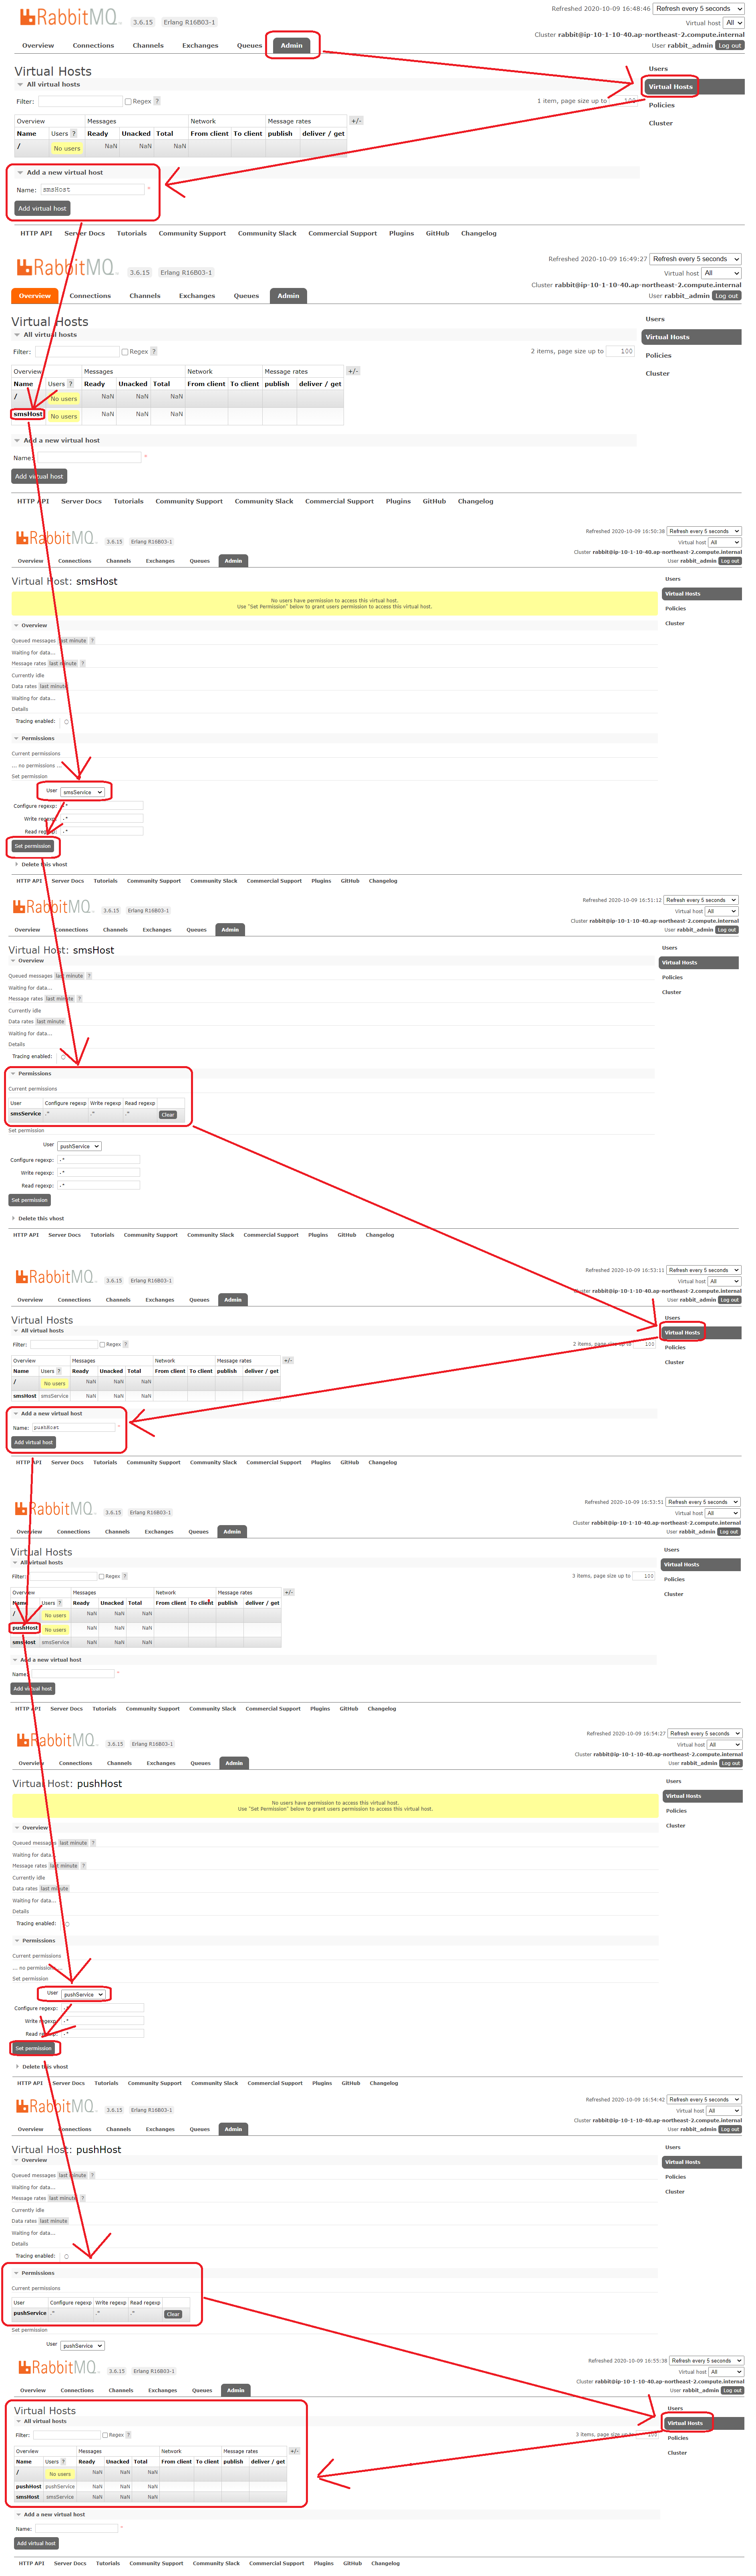 RabbitMQ 3.6.15 Erlang R16B03-1
Refreshed 2020-10-09 16:48:46 Refresh every 5 seconds
Virtual host All
Cluster rabbit@ip-10-1-10-40.ap-northeast-2.compute.internal
User rabbit_admin Log out
Overview Connections Channels Exchanges Queues Admin
Users
Virtual Hosts
Policies
Cluster
Virtual Hosts
All virtual hosts
Filter: Regex ?
1 item, page size up to 100
Overview Messages Network Message rates +/-
Name Users ? Ready Unacked Total From client To client publish deliver / get
/ No users NaN NaN NaN
Add a new virtual host
Name: smsHost *
Add virtual host
HTTP API Server Docs Tutorials Community Support Community Slack Commercial Support Plugins GitHub Changelog
RabbitMQ 3.6.15 Erlang R16B03-1
Refreshed 2020-10-09 16:49:27 Refresh every 5 seconds
Virtual host All
Cluster rabbit@ip-10-1-10-40.ap-northeast-2.compute.internal
User rabbit_admin Log out
Overview Connections Channels Exchanges Queues Admin
Users
Virtual Hosts
Policies
Cluster
Virtual Hosts
All virtual hosts
Filter: Regex ?
2 items, page size up to 100
Overview Messages Network Message rates +/-
Name Users ? Ready Unacked Total From client To client publish deliver / get
/ No users NaN NaN NaN
smsHost No users NaN NaN NaN
Add a new virtual host
Name: *
Add virtual host
HTTP API Server Docs Tutorials Community Support Community Slack Commercial Support Plugins GitHub Changelog
RabbitMQ 3.6.15 Erlang R16B03-1
Refreshed 2020-10-09 16:50:38 Refresh every 5 seconds
Virtual host All
Cluster rabbit@ip-10-1-10-40.ap-northeast-2.compute.internal
User rabbit_admin Log out
Overview Connections Channels Exchanges Queues Admin
Users
Virtual Hosts
Policies
Cluster
Virtual Host: smsHost
No users have permission to access this virtual host.
Use "Set Permission" below to grant users permission to access this virtual host.
Overview
Queued messages last minute ?
Waiting for data...
Message rates last minute ?
Currently idle
Data rates last minute
Waiting for data...
Details
Tracing enabled: ○
Permissions
Current permissions
... no permissions ...
Set permission
User smsService
Configure regexp: .*
Write regexp: .*
Read regexp: .*
Set permission
Delete this vhost
HTTP API Server Docs Tutorials Community Support Community Slack Commercial Support Plugins GitHub Changelog
RabbitMQ 3.6.15 Erlang R16B03-1
Refreshed 2020-10-09 16:51:12 Refresh every 5 seconds
Virtual host All
Cluster rabbit@ip-10-1-10-40.ap-northeast-2.compute.internal
User rabbit_admin Log out
Overview Connections Channels Exchanges Queues Admin
Users
Virtual Hosts
Policies
Cluster
Virtual Host: smsHost
Overview
Queued messages last minute ?
Waiting for data...
Message rates last minute ?
Currently idle
Data rates last minute
Waiting for data...
Details
Tracing enabled: ○
Permissions
Current permissions
User Configure regexp Write regexp Read regexp
smsService .* .* .* Clear
Set permission
User pushService
Configure regexp: .*
Write regexp: .*
Read regexp: .*
Set permission
Delete this vhost
HTTP API Server Docs Tutorials Community Support Community Slack Commercial Support Plugins GitHub Changelog
RabbitMQ 3.6.15 Erlang R16B03-1
Refreshed 2020-10-09 16:53:11 Refresh every 5 seconds
Virtual host All
Cluster rabbit@ip-10-1-10-40.ap-northeast-2.compute.internal
User rabbit_admin Log out
Overview Connections Channels Exchanges Queues Admin
Users
Virtual Hosts
Policies
Cluster
Virtual Hosts
All virtual hosts
Filter: Regex ?
2 items, page size up to 100
Overview Messages Network Message rates +/-
Name Users ? Ready Unacked Total From client To client publish deliver / get
/ No users NaN NaN NaN
smsHost smsService NaN NaN NaN
Add a new virtual host
Name: pushHost *
Add virtual host
HTTP API Server Docs Tutorials Community Support Community Slack Commercial Support Plugins GitHub Changelog
RabbitMQ 3.6.15 Erlang R16B03-1
Refreshed 2020-10-09 16:53:51 Refresh every 5 seconds
Virtual host All
Cluster rabbit@ip-10-1-10-40.ap-northeast-2.compute.internal
User rabbit_admin Log out
Overview Connections Channels Exchanges Queues Admin
Users
Virtual Hosts
Policies
Cluster
Virtual Hosts
All virtual hosts
Filter: Regex ?
3 items, page size up to 100
Overview Messages Network Message rates +/-
Name Users ? Ready Unacked Total From client To client publish deliver / get
/ No users NaN NaN NaN
pushHost No users NaN NaN NaN
smsHost smsService NaN NaN NaN
Add a new virtual host
Name: *
Add virtual host
HTTP API Server Docs Tutorials Community Support Community Slack Commercial Support Plugins GitHub Changelog
RabbitMQ 3.6.15 Erlang R16B03-1
Refreshed 2020-10-09 16:54:27 Refresh every 5 seconds
Virtual host All
Cluster rabbit@ip-10-1-10-40.ap-northeast-2.compute.internal
User rabbit_admin Log out
Overview Connections Channels Exchanges Queues Admin
Users
Virtual Hosts
Policies
Cluster
Virtual Host: pushHost
No users have permission to access this virtual host.
Use "Set Permission" below to grant users permission to access this virtual host.
Overview
Queued messages last minute ?
Waiting for data...
Message rates last minute ?
Currently idle
Data rates last minute
Waiting for data...
Details
Tracing enabled: ○
Permissions
Current permissions
... no permissions ...
Set permission
User pushService
Configure regexp: .*
Write regexp: .*
Read regexp: .*
Set permission
Delete this vhost
HTTP API Server Docs Tutorials Community Support Community Slack Commercial Support Plugins GitHub Changelog
RabbitMQ 3.6.15 Erlang R16B03-1
Refreshed 2020-10-09 16:54:42 Refresh every 5 seconds
Virtual host All
Cluster rabbit@ip-10-1-10-40.ap-northeast-2.compute.internal
User rabbit_admin Log out
Overview Connections Channels Exchanges Queues Admin
Users
Virtual Hosts
Policies
Cluster
Virtual Host: pushHost
Overview
Queued messages last minute ?
Waiting for data...
Message rates last minute ?
Currently idle
Data rates last minute
Waiting for data...
Details
Tracing enabled: ○
Permissions
Current permissions
User Configure regexp Write regexp Read regexp
pushService .* .* .* Clear
Set permission
User pushService
RabbitMQ 3.6.15 Erlang R16B03-1
Refreshed 2020-10-09 16:55:38 Refresh every 5 seconds
Virtual host All
Cluster rabbit@ip-10-1-10-40.ap-northeast-2.compute.internal
User rabbit_admin Log out
Overview Connections Channels Exchanges Queues Admin
Users
Virtual Hosts
Policies
Cluster
Virtual Hosts
All virtual hosts
Filter: Regex ?
3 items, page size up to 100
Overview Messages Network Message rates +/-
Name Users ? Ready Unacked Total From client To client publish deliver / get
/ No users NaN NaN NaN
pushHost pushService NaN NaN NaN
smsHost smsService NaN NaN NaN
Add a new virtual host
Name: *
Add virtual host
HTTP API Server Docs Tutorials Community Support Community Slack Commercial Support Plugins GitHub Changelog